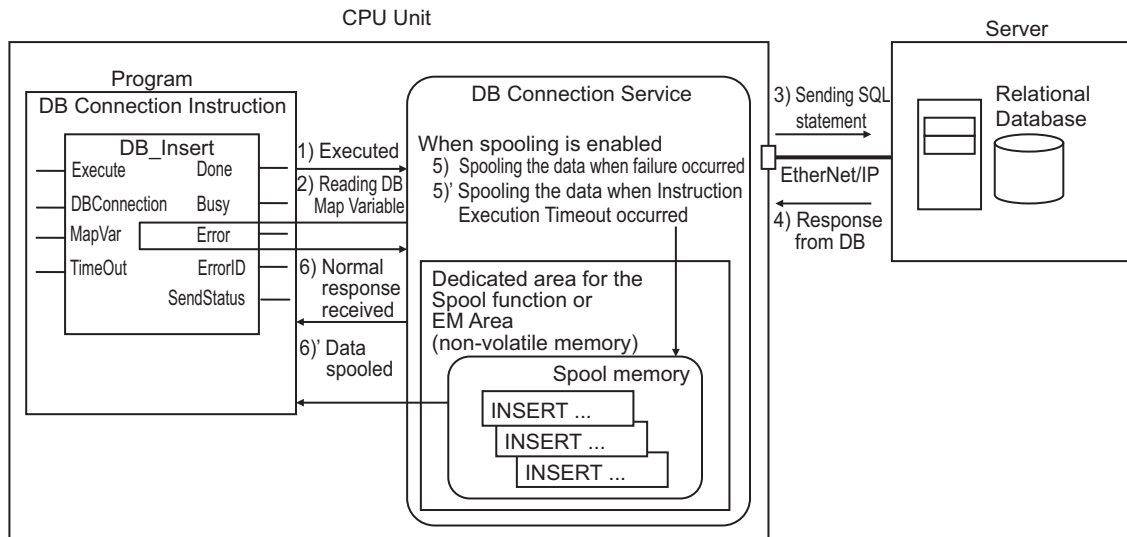 CPU Unit
Server
Program
DB Connection Instruction
DB_Insert
Execute
Done
DBConnection
Busy
MapVar
Error
TimeOut
ErrorID
SendStatus
1) Executed
2) Reading DB
Map Variable
6) Normal
response
received
6)' Data
spooled
DB Connection Service
When spooling is enabled
5) Spooling the data when failure occurred
5)' Spooling the data when Instruction
Execution Timeout occurred
Dedicated area for the
Spool function or
EM Area
(non-volatile memory)
Spool memory
INSERT ...
INSERT ...
INSERT ...
3) Sending SQL
statement
EtherNet/IP
4) Response
from DB
Relational
Database